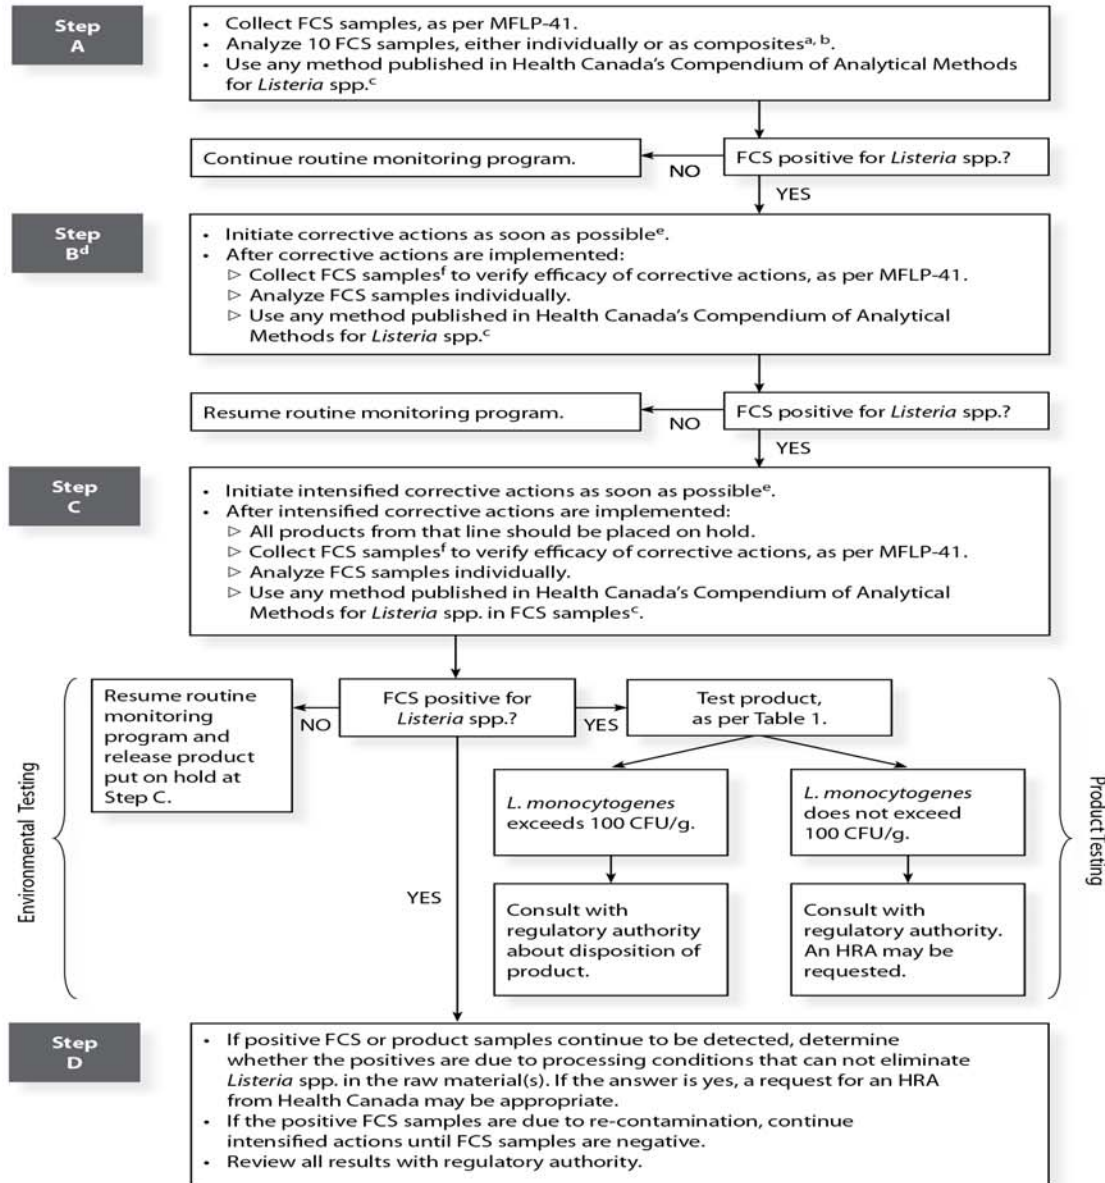 Step
A
• Collect FCS samples, as per MFLP-41.
• Analyze 10 FCS samples, either individually or as composites^a, b.
• Use any method published in Health Canada's Compendium of Analytical Methods
for Listeria spp.^c
Continue routine monitoring program.
NO
FCS positive for Listeria spp.?
YES
Step
B^d
• Initiate corrective actions as soon as possible^e.
• After corrective actions are implemented:
▷ Collect FCS samples^f to verify efficacy of corrective actions, as per MFLP-41.
▷ Analyze FCS samples individually.
▷ Use any method published in Health Canada's Compendium of Analytical
Methods for Listeria spp.^c
Resume routine monitoring program.
NO
FCS positive for Listeria spp.?
YES
Step
C
• Initiate intensified corrective actions as soon as possible^e.
• After intensified corrective actions are implemented:
▷ All products from that line should be placed on hold.
▷ Collect FCS samples^f to verify efficacy of corrective actions, as per MFLP-41.
▷ Analyze FCS samples individually.
▷ Use any method published in Health Canada's Compendium of Analytical
Methods for Listeria spp. in FCS samples^c.
Environmental Testing
Resume routine
monitoring
program and
release product
put on hold at
Step C.
NO
FCS positive for
Listeria spp.?
YES
Test product,
as per Table 1.
L. monocytogenes
exceeds 100 CFU/g.
L. monocytogenes
does not exceed
100 CFU/g.
YES
Consult with
regulatory authority
about disposition of
product.
Consult with
regulatory authority.
An HRA may be
requested.
Product Testing
Step
D
• If positive FCS or product samples continue to be detected, determine
whether the positives are due to processing conditions that can not eliminate
Listeria spp. in the raw material(s). If the answer is yes, a request for an HRA
from Health Canada may be appropriate.
• If the positive FCS samples are due to re-contamination, continue
intensified actions until FCS samples are negative.
• Review all results with regulatory authority.